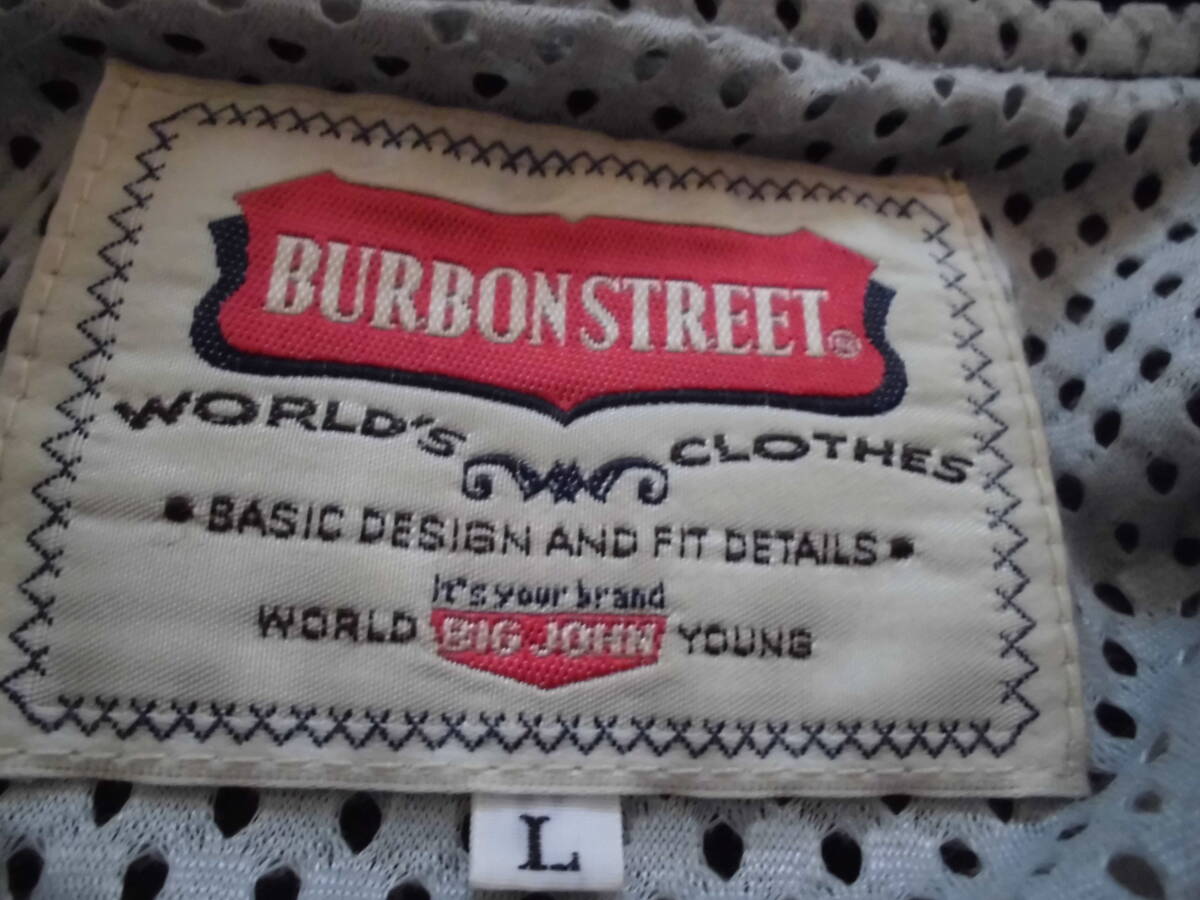 BURBON STREET
WORLD'S CLOTHES
• BASIC DESIGN AND FIT DETAILS •
It's your brand
WORLD BIG JOHN YOUNG
L